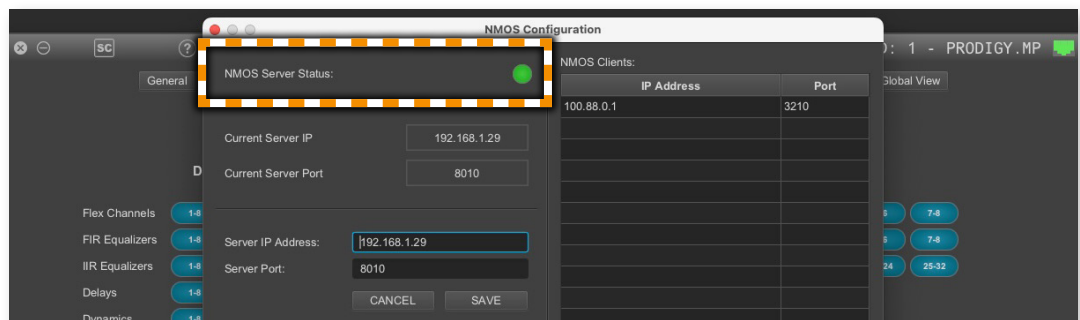 NMOS Configuration
SC
?
1 - PRODIGY.MP
General
Global View
NMOS Server Status:
NMOS Clients:
IP Address Port
100.88.0.1 3210
Current Server IP 192.168.1.29
Current Server Port 8010
Server IP Address: 192.168.1.29
Server Port: 8010
CANCEL SAVE
D
Flex Channels 1-8 7-8
FIR Equalizers 1-8 7-8
IIR Equalizers 1-8 24 25-32
Delays 1-8
Dynamics 1-8